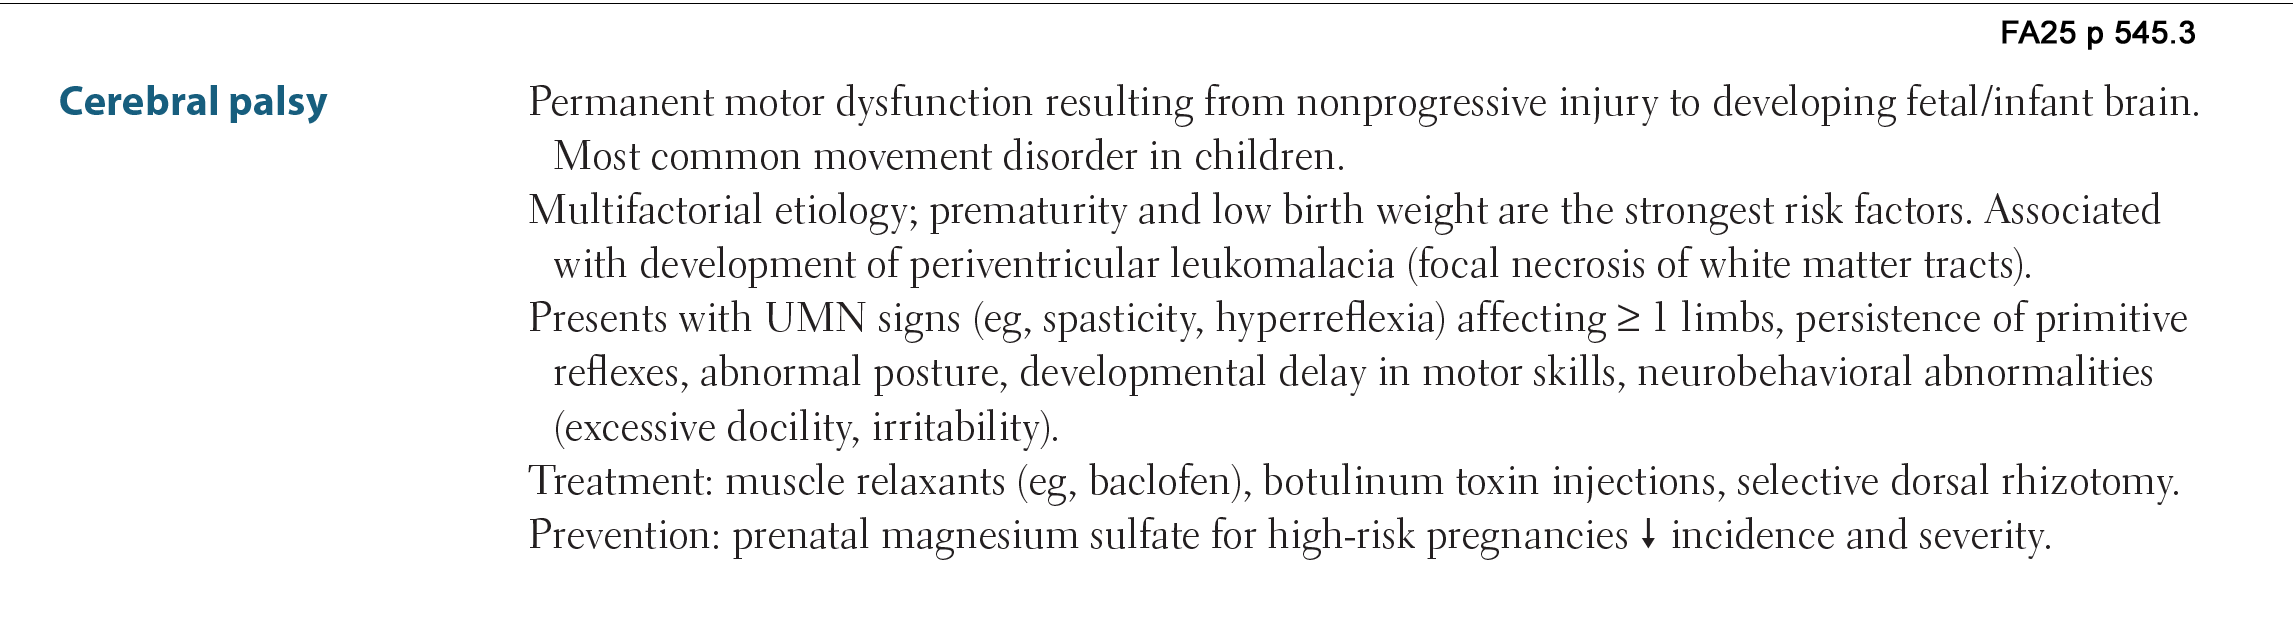 FA25 p 545.3
Cerebral palsy
Permanent motor dysfunction resulting from nonprogressive injury to developing fetal/infant brain.
Most common movement disorder in children.
Multifactorial etiology; prematurity and low birth weight are the strongest risk factors. Associated
with development of periventricular leukomalacia (focal necrosis of white matter tracts).
Presents with UMN signs (eg, spasticity, hyperreflexia) affecting ≥ 1 limbs, persistence of primitive
reflexes, abnormal posture, developmental delay in motor skills, neurobehavioral abnormalities
(excessive docility, irritability).
Treatment: muscle relaxants (eg, baclofen), botulinum toxin injections, selective dorsal rhizotomy.
Prevention: prenatal magnesium sulfate for high-risk pregnancies ↓ incidence and severity.